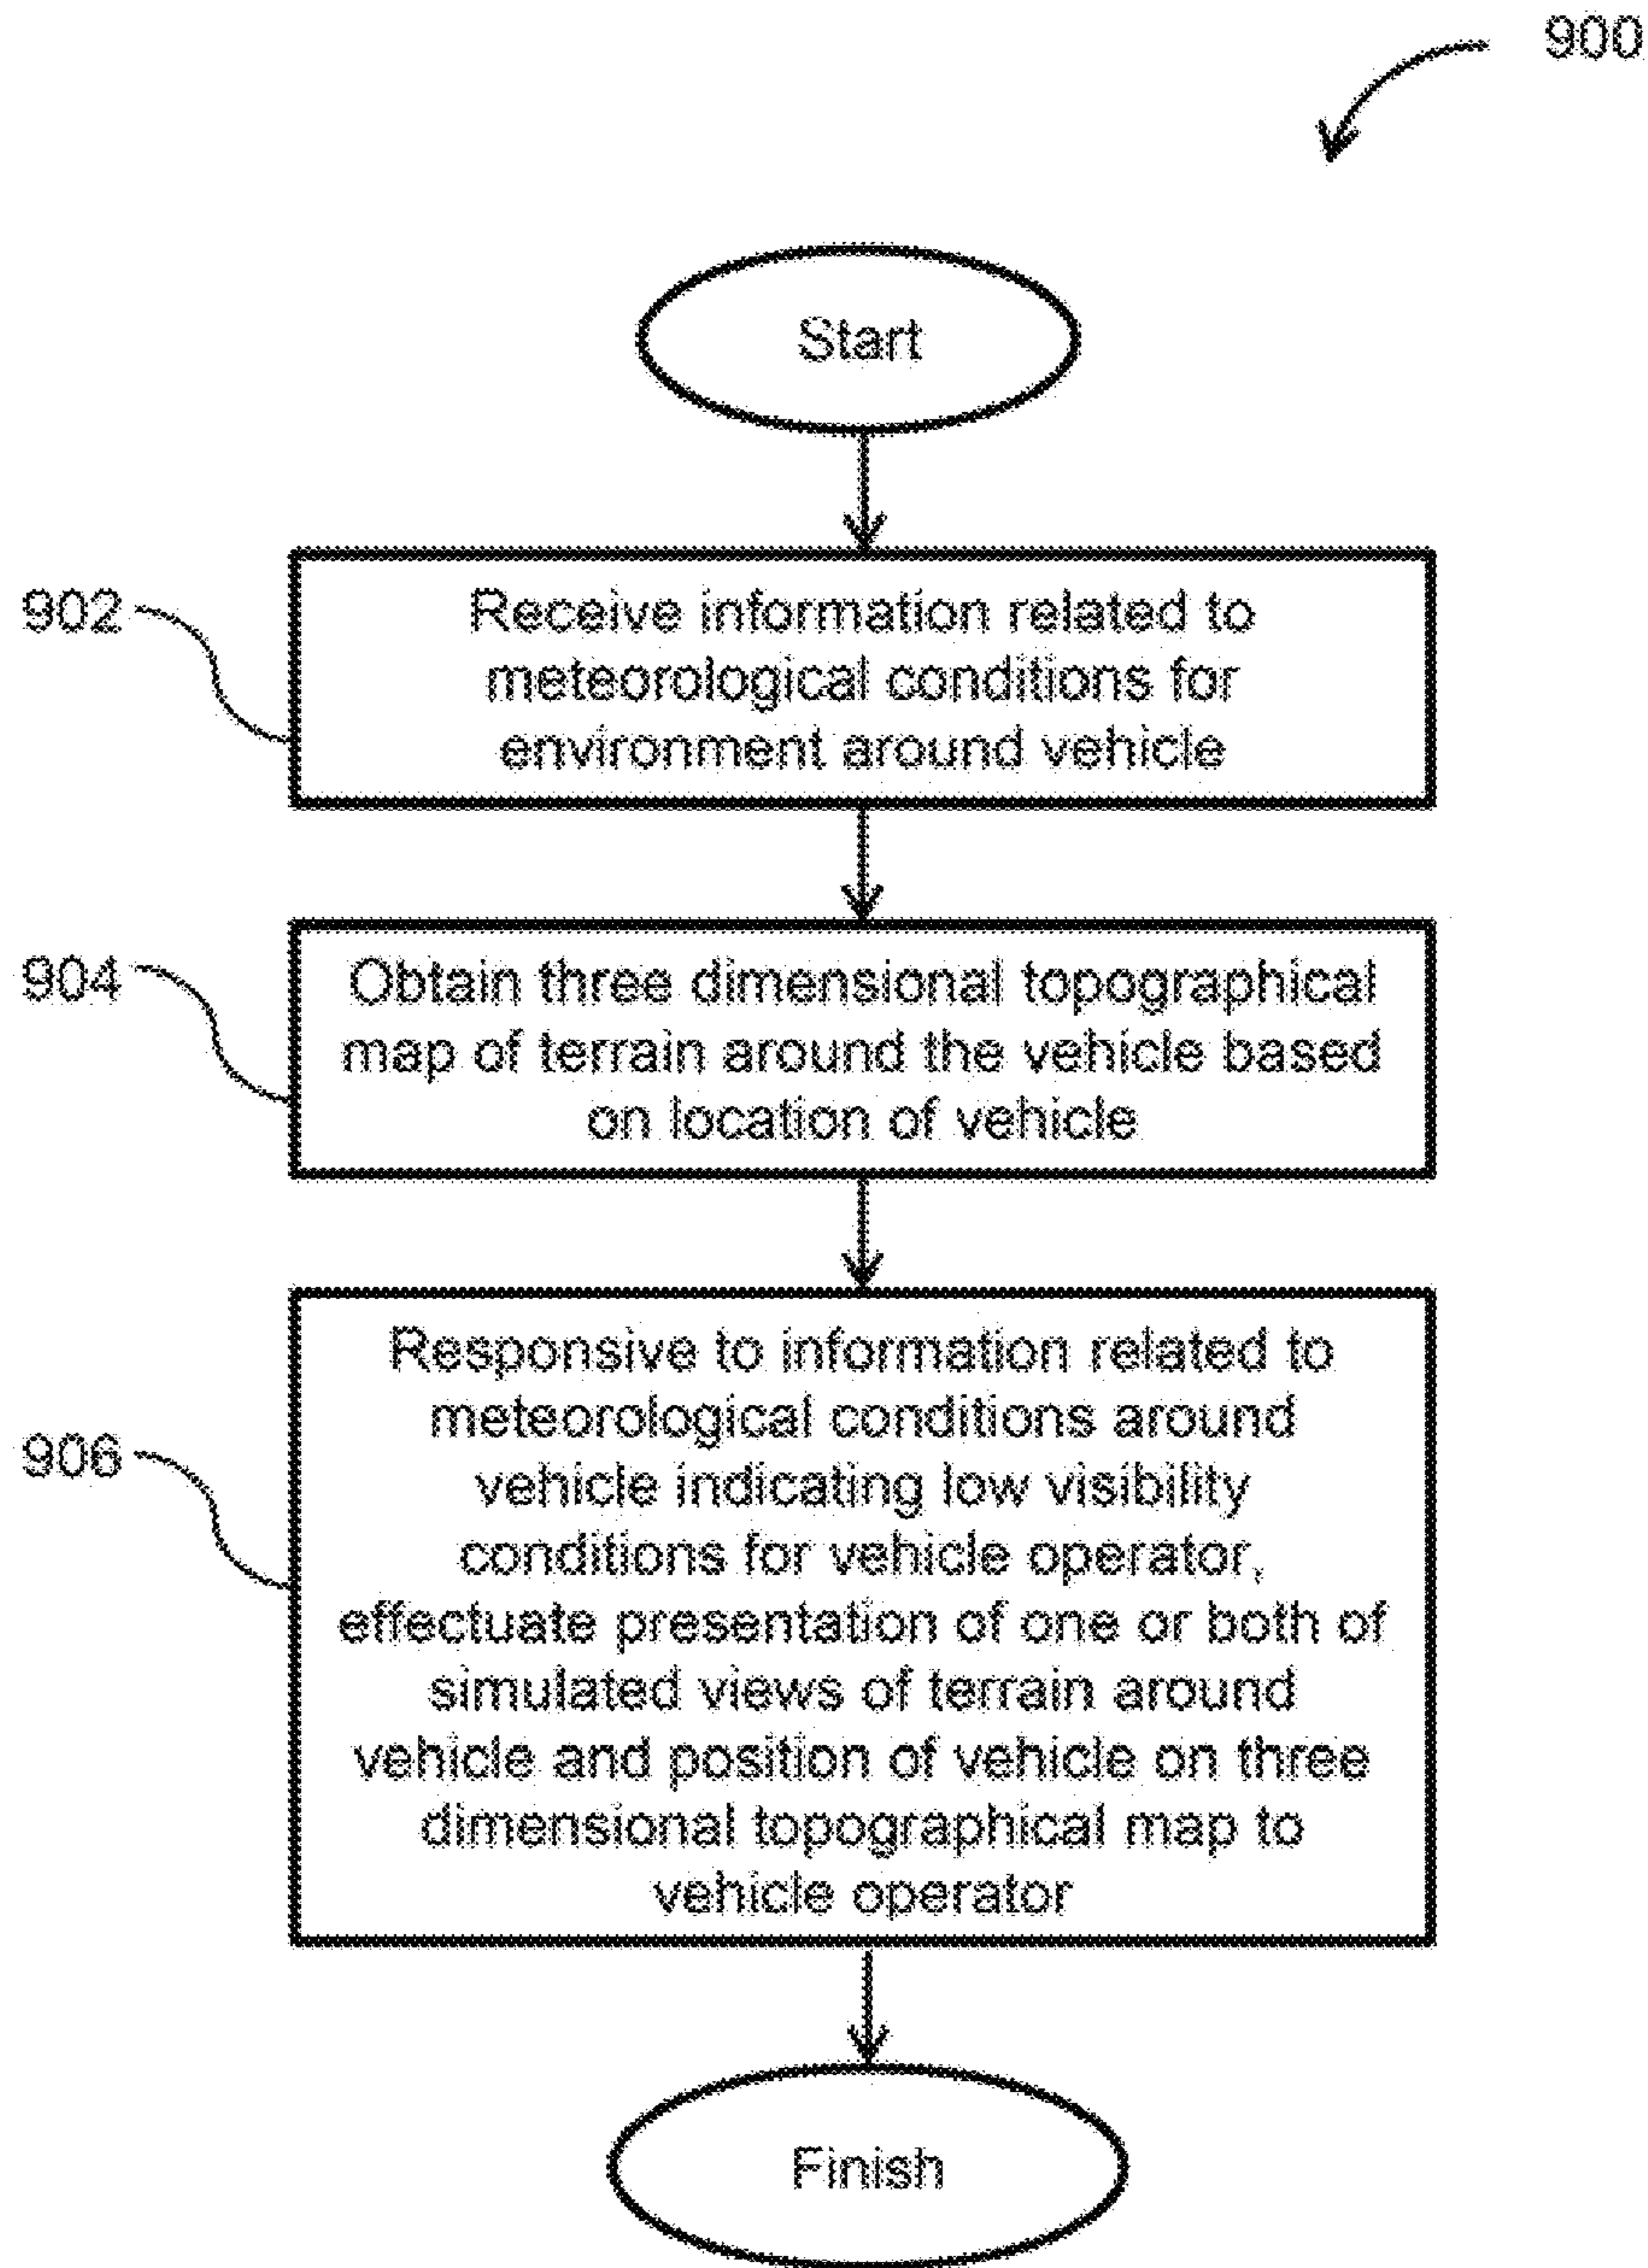 900
Start
902
Receive information related to
meteorological conditions for
environment around vehicle
904
Obtain three dimensional topographical
map of terrain around the vehicle based
on location of vehicle
906
Responsive to information related to
meteorological conditions around
vehicle indicating low visibility
conditions for vehicle operator,
effectuate presentation of one or both of
simulated views of terrain around
vehicle and position of vehicle on three
dimensional topographical map to
vehicle operator
Finish